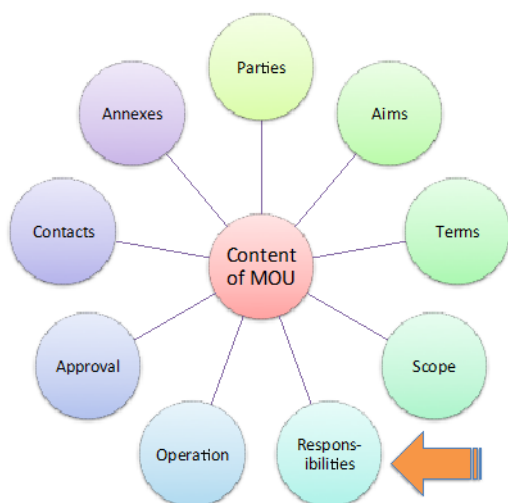 Parties
Aims
Terms
Scope
Respons-
ibilities
Operation
Approval
Contacts
Annexes
Content
of MOU